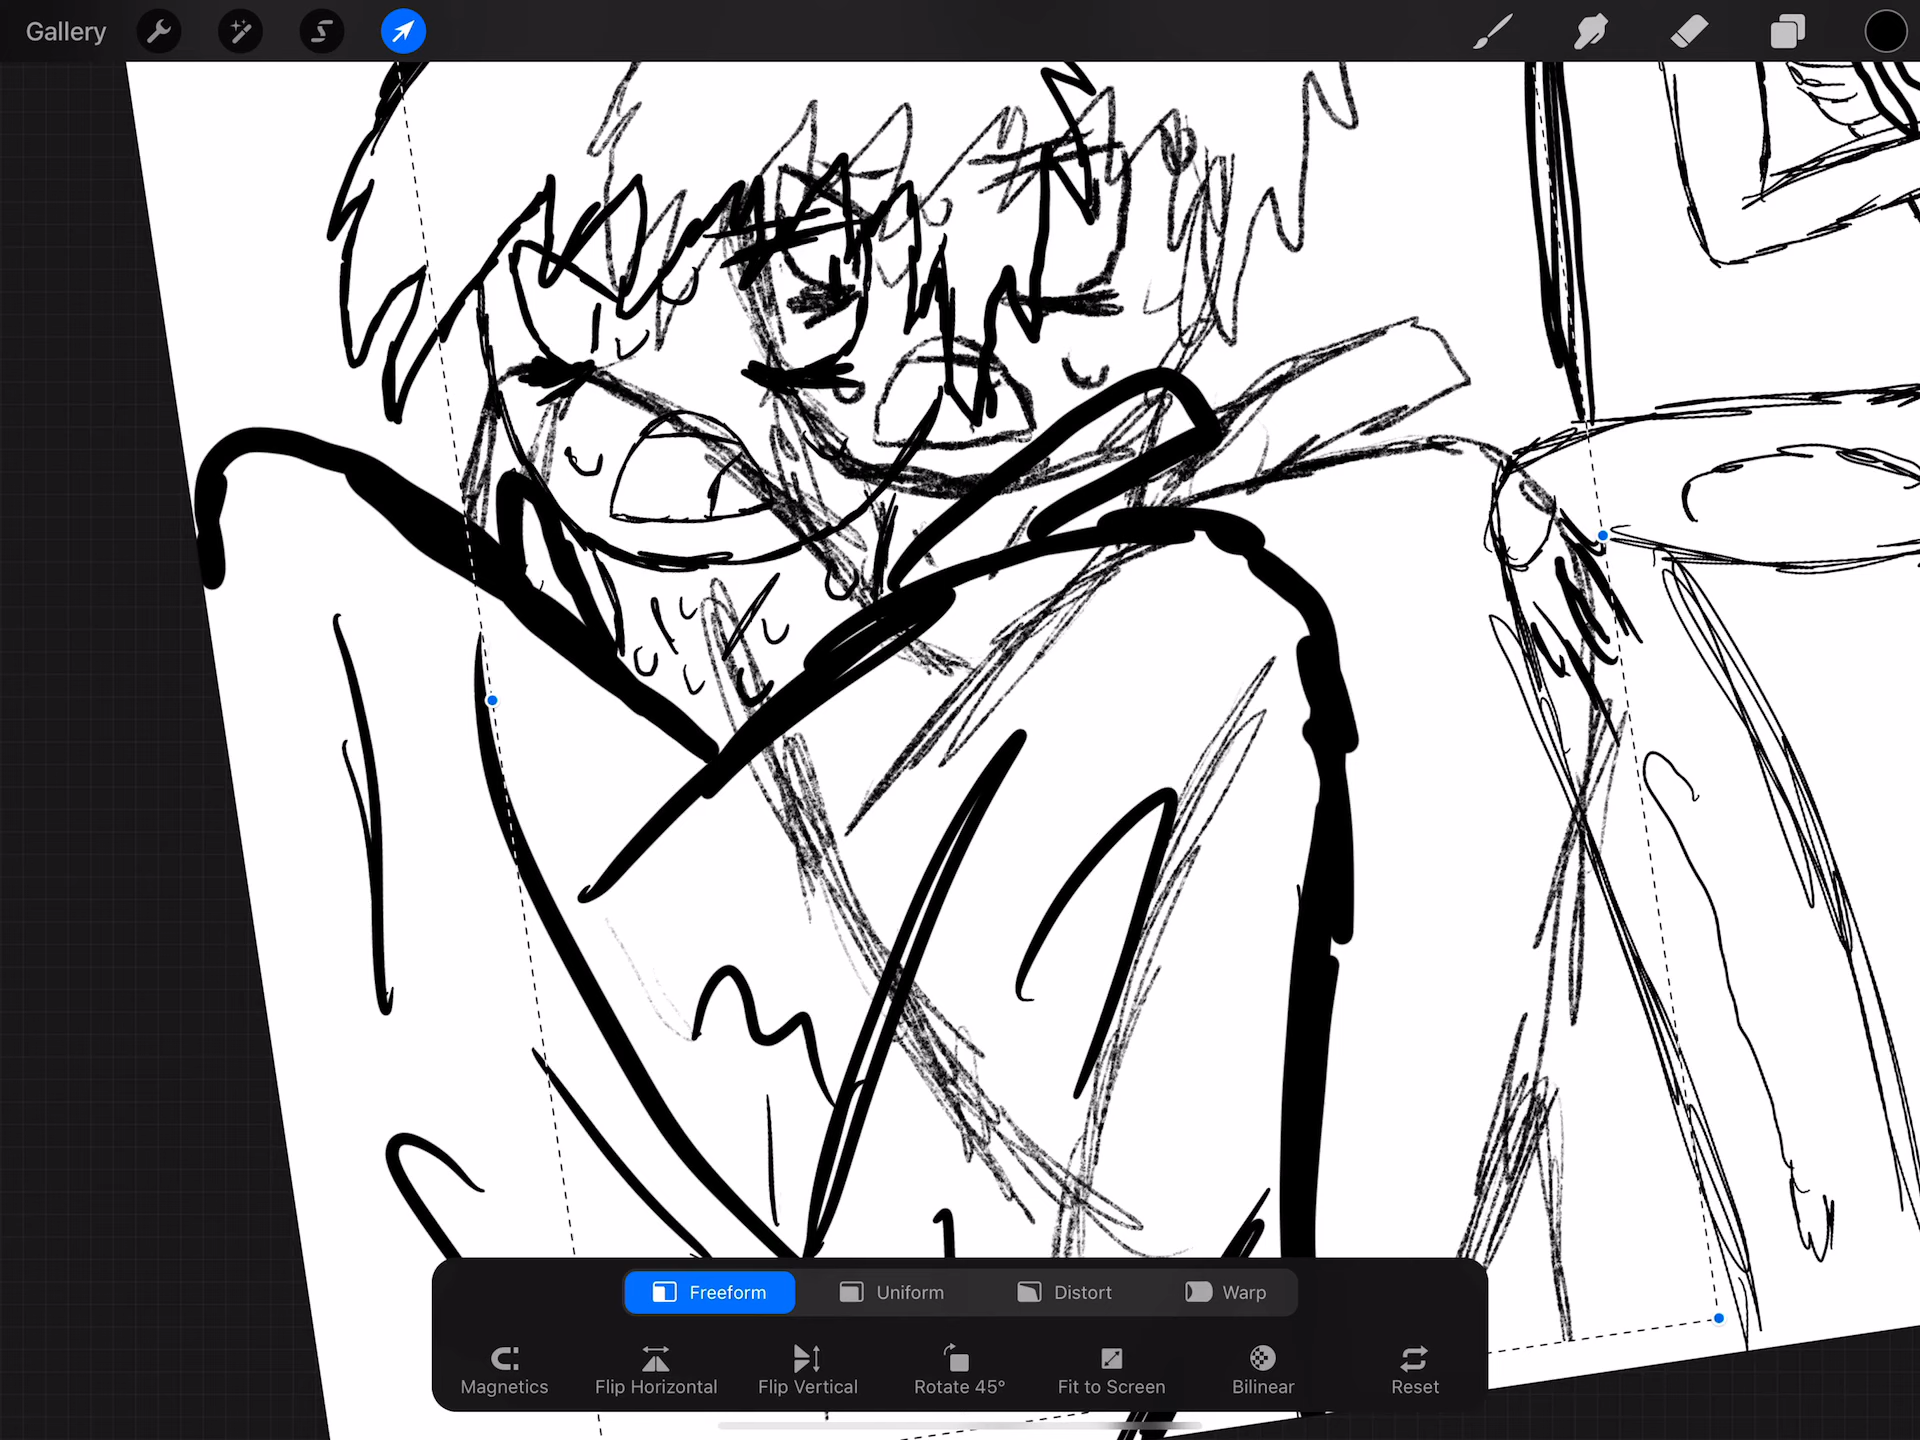 Gallery
Freeform Uniform Distort Warp
Magnetics Flip Horizontal Flip Vertical Rotate 45° Fit to Screen Bilinear Reset